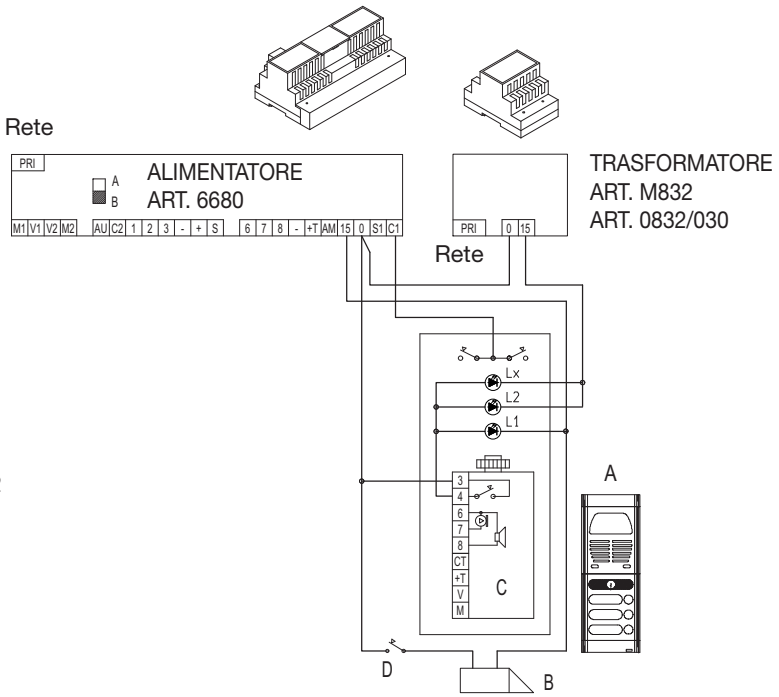 Rete
PRI
A
B
ALIMENTATORE
ART. 6680
M1 V1 V2 M2 AU C2 1 2 3 - + S 6 7 8 - +T AM 15 0 S1 C1
TRASFORMATORE
ART. M832
ART. 0832/030
PRI 0 15
Rete
Lx
L2
L1
3
4
6
7
8
CT
+T
V
M
C
A
D
B